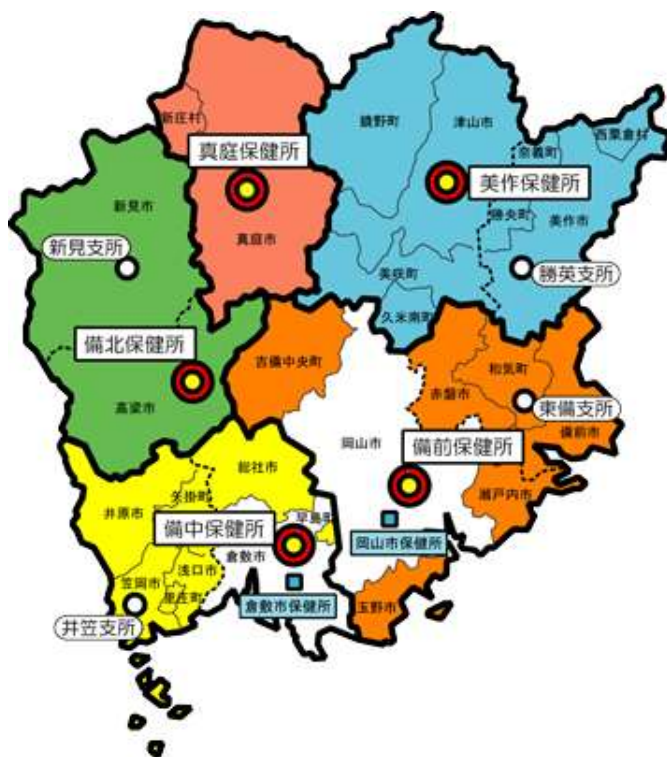 新庄村
真庭保健所
真庭市
鏡野町
津山市
西粟倉村
奈義町
美作保健所
勝央町
美作市
美咲町
勝英支所
久米南町
新見市
新見支所
備北保健所
高梁市
吉備中央町
和気町
赤磐市
東備支所
備前市
岡山市
備前保健所
瀬戸内市
岡山市保健所
玉野市
総社市
矢掛町
井原市
早島町
備中保健所
倉敷市
浅口市
笠岡市
里庄町
倉敷市保健所
井笠支所